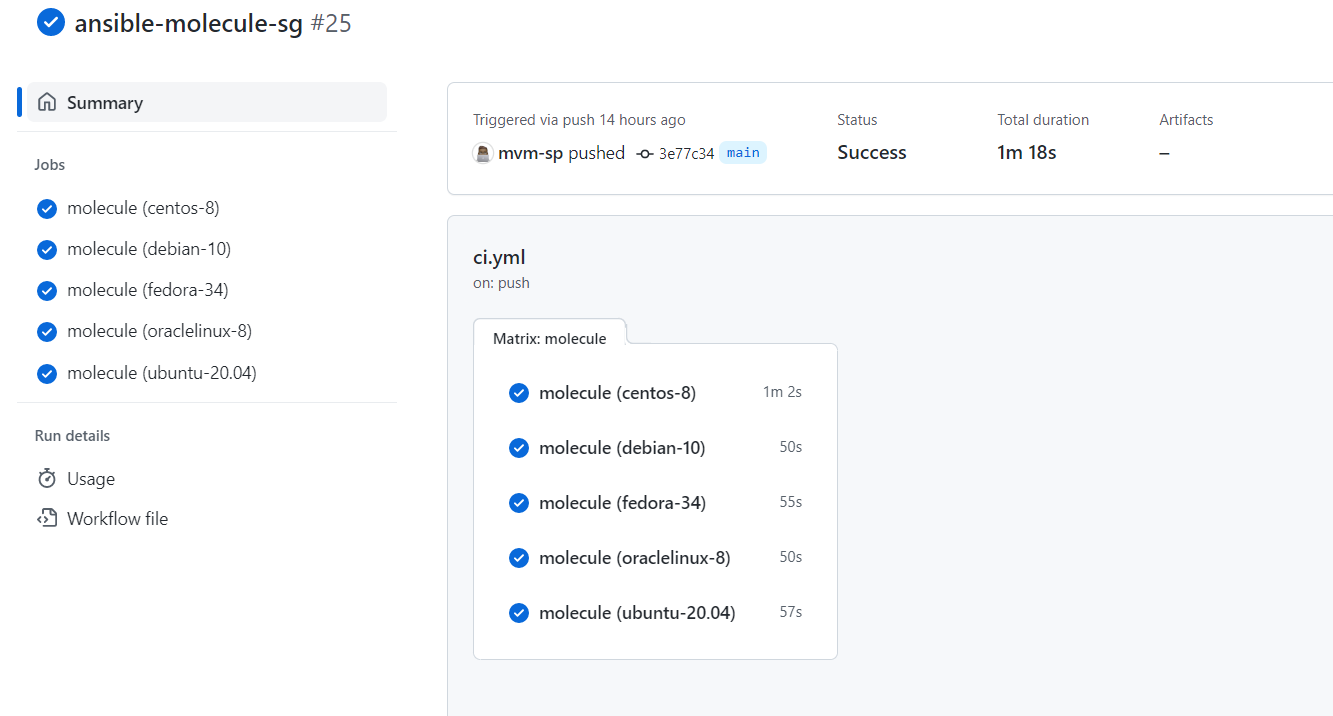 ansible-molecule-sg #25
Summary
Jobs
molecule (centos-8)
molecule (debian-10)
molecule (fedora-34)
molecule (oraclelinux-8)
molecule (ubuntu-20.04)
Run details
Usage
Workflow file
Triggered via push 14 hours ago
mvm-sp pushed 3e77c34 main
Status
Success
Total duration
1m 18s
Artifacts
–
ci.yml
on: push
Matrix: molecule
molecule (centos-8) 1m 2s
molecule (debian-10) 50s
molecule (fedora-34) 55s
molecule (oraclelinux-8) 50s
molecule (ubuntu-20.04) 57s